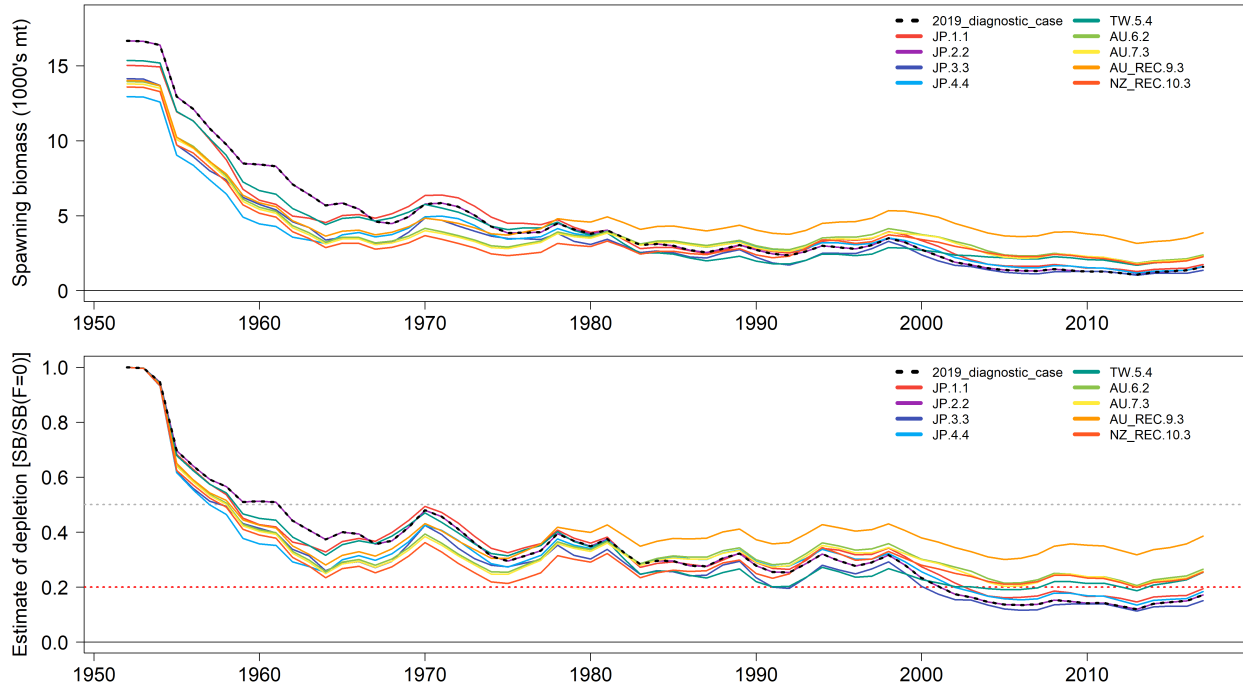 Spawning biomass (1000's mt)
15
10
5
0
2019_diagnostic_case
JP.1.1
JP.2.2
JP.3.3
JP.4.4
TW.5.4
AU.6.2
AU.7.3
AU_REC.9.3
NZ_REC.10.3
1950 1960 1970 1980 1990 2000 2010
Estimate of depletion [SB/SB(F=0)]
1.0
0.8
0.6
0.4
0.2
0.0
2019_diagnostic_case
JP.1.1
JP.2.2
JP.3.3
JP.4.4
TW.5.4
AU.6.2
AU.7.3
AU_REC.9.3
NZ_REC.10.3
1950 1960 1970 1980 1990 2000 2010